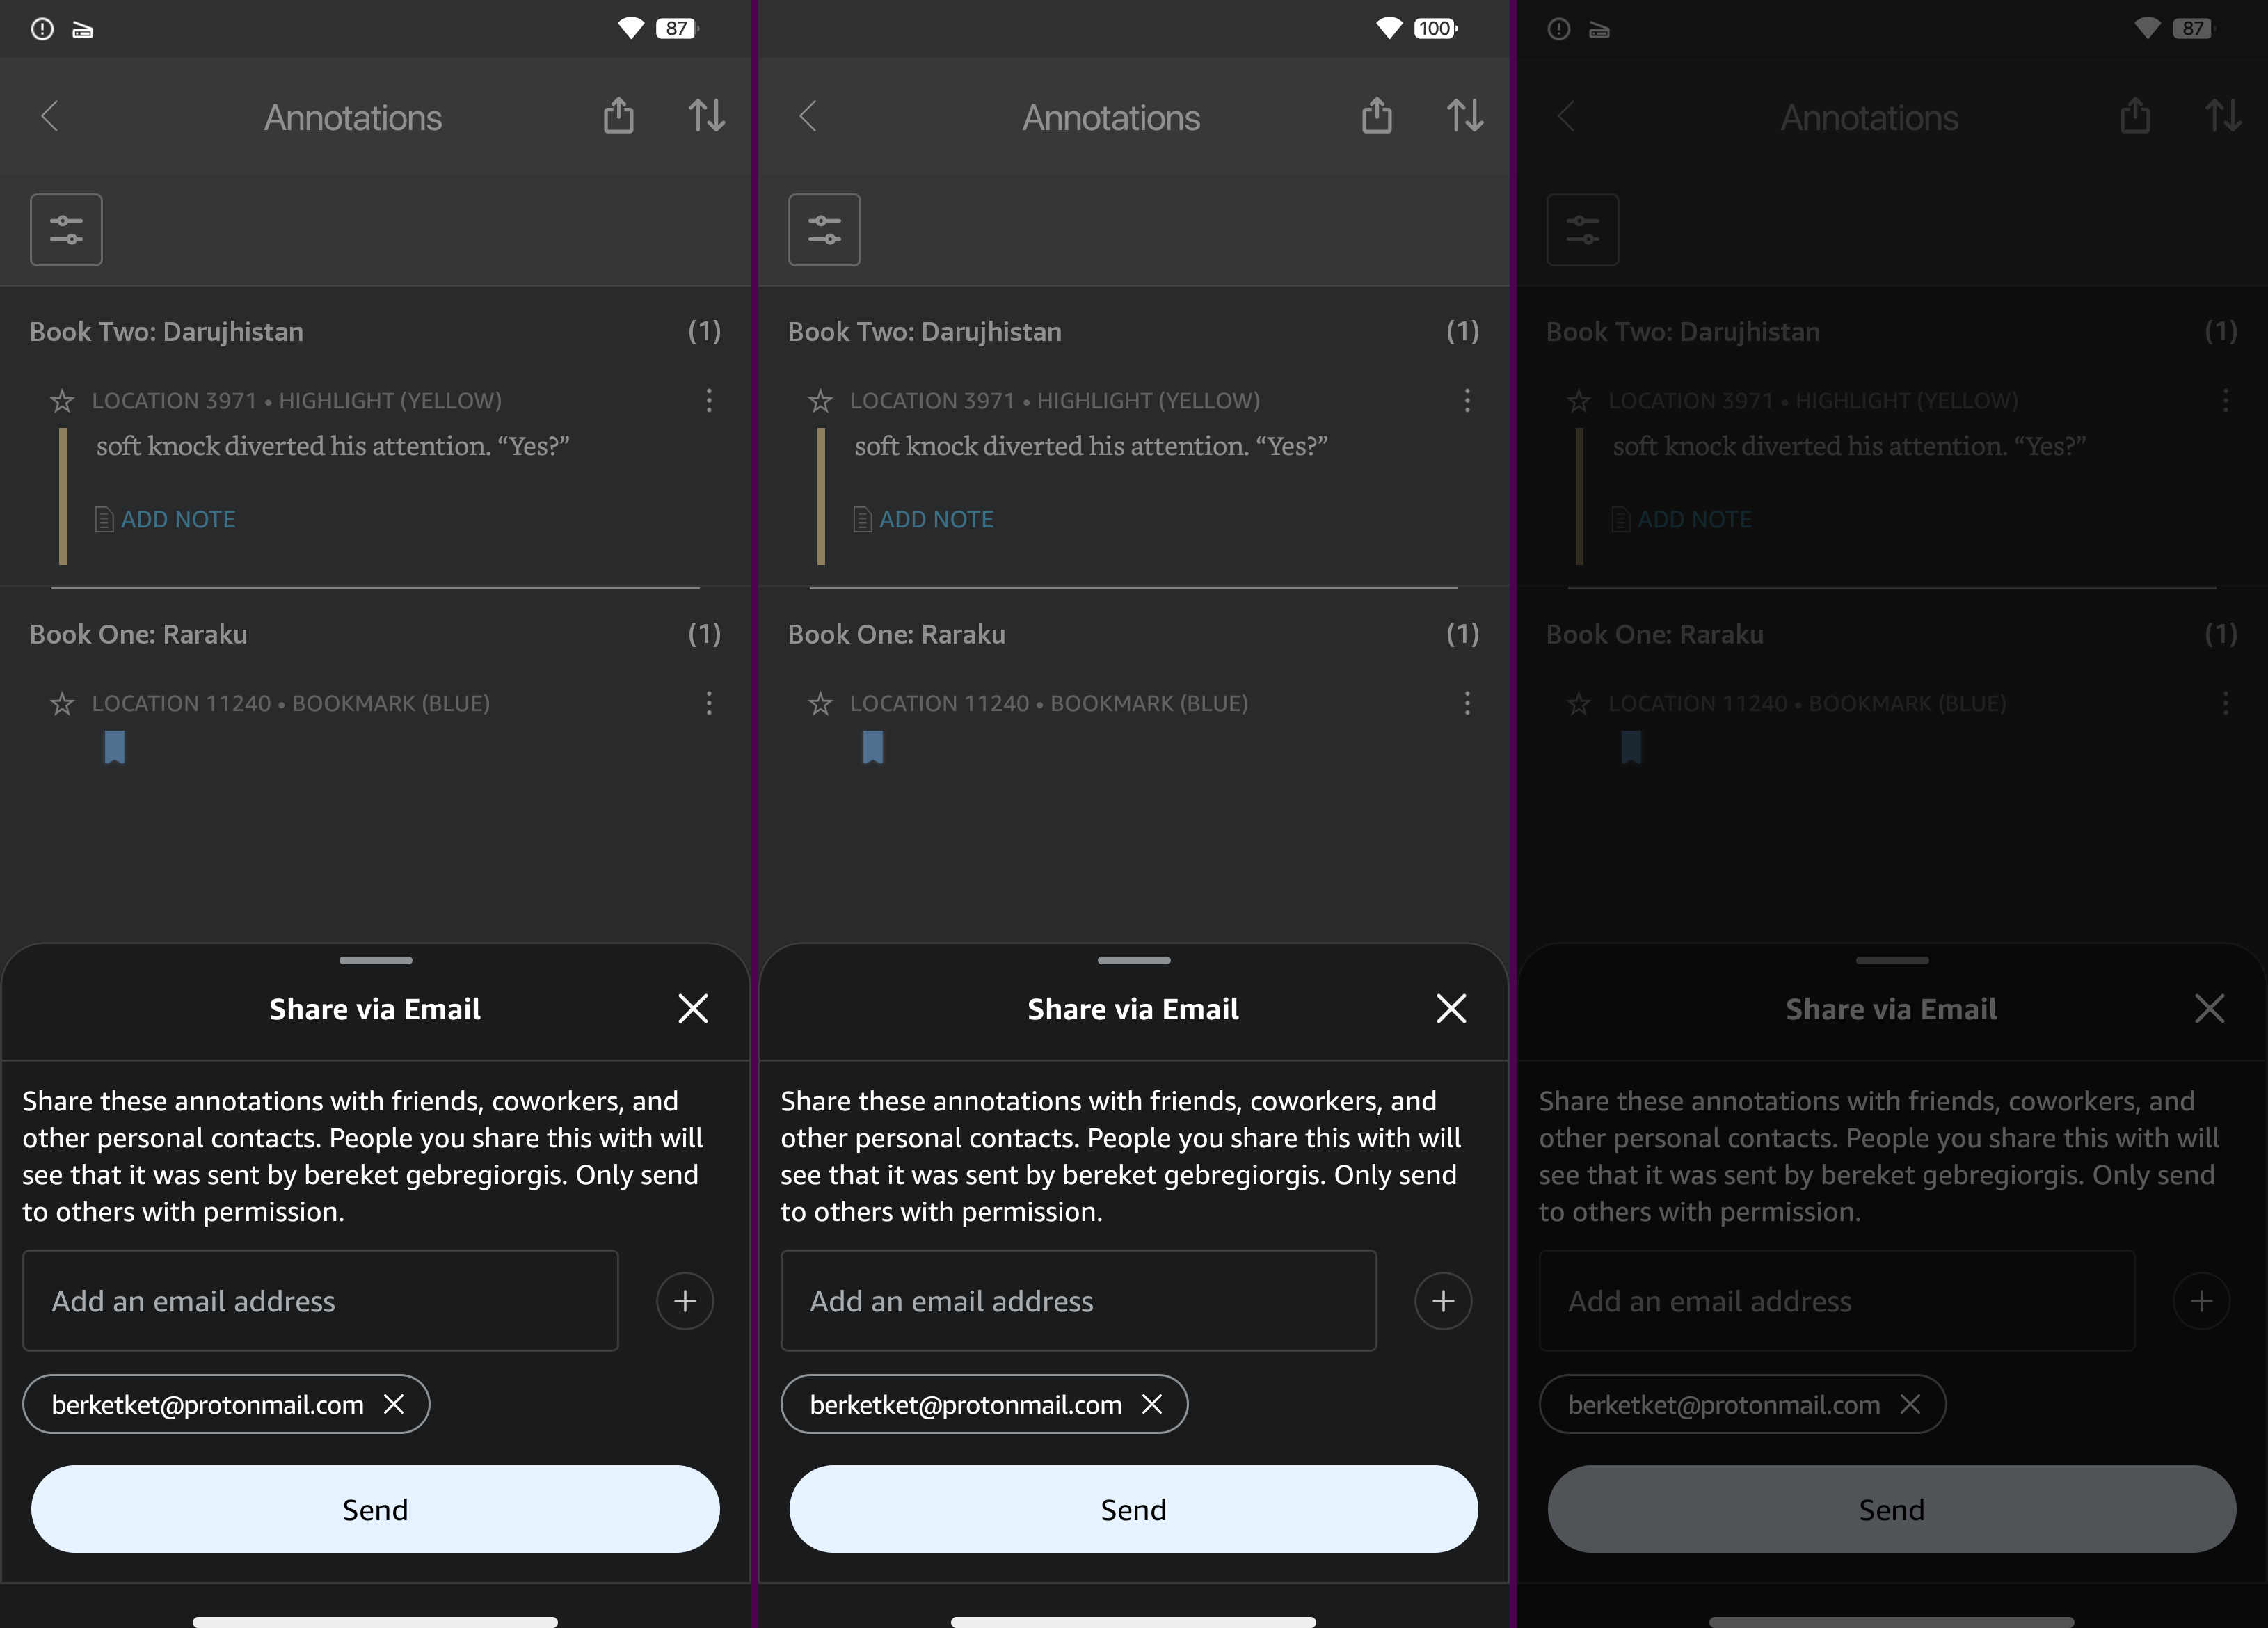 87
Annotations
Book Two: Darujhistan (1)
LOCATION 3971 • HIGHLIGHT (YELLOW)
soft knock diverted his attention. “Yes?”
ADD NOTE
Book One: Raraku (1)
LOCATION 11240 • BOOKMARK (BLUE)
Share via Email
Share these annotations with friends, coworkers, and
other personal contacts. People you share this with will
see that it was sent by bereket gebregiorgis. Only send
to others with permission.
Add an email address
berketket@protonmail.com
Send
100
Annotations
Book Two: Darujhistan (1)
LOCATION 3971 • HIGHLIGHT (YELLOW)
soft knock diverted his attention. “Yes?”
ADD NOTE
Book One: Raraku (1)
LOCATION 11240 • BOOKMARK (BLUE)
Share via Email
Share these annotations with friends, coworkers, and
other personal contacts. People you share this with will
see that it was sent by bereket gebregiorgis. Only send
to others with permission.
Add an email address
berketket@protonmail.com
Send
87
Annotations
Book Two: Darujhistan (1)
LOCATION 3971 • HIGHLIGHT (YELLOW)
soft knock diverted his attention. “Yes?”
ADD NOTE
Book One: Raraku (1)
LOCATION 11240 • BOOKMARK (BLUE)
Share via Email
Share these annotations with friends, coworkers, and
other personal contacts. People you share this with will
see that it was sent by bereket gebregiorgis. Only send
to others with permission.
Add an email address
berketket@protonmail.com
Send